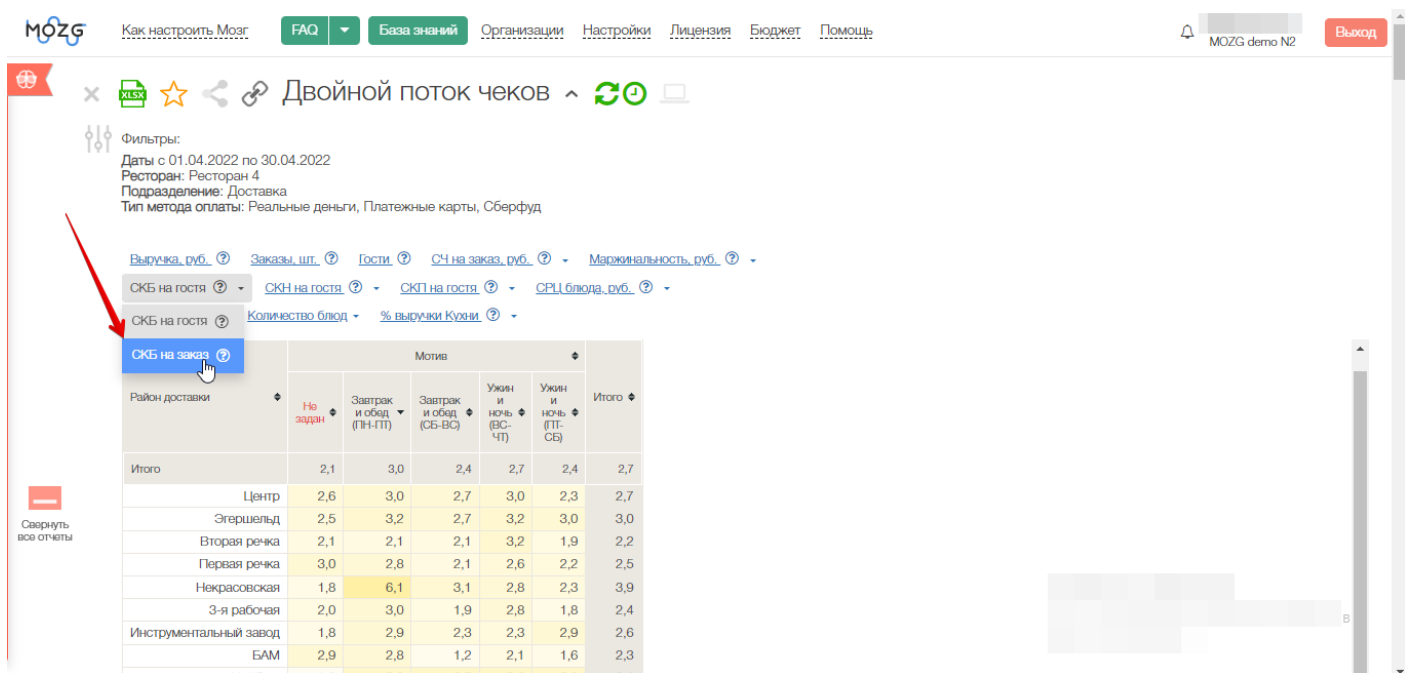 MOZG Как настроить Мозг FAQ База знаний Организации Настройки Лицензия Бюджет Помощь MOZG demo N2 Выход
XLSX Двойной поток чеков
Фильтры:
Даты с 01.04.2022 по 30.04.2022
Ресторан: Ресторан 4
Подразделение: Доставка
Тип метода оплаты: Реальные деньги, Платежные карты, Сберфуд
Выручка, руб. ? Заказы, шт. ? Гости ? СЧ на заказ, руб. ? Маржинальность, руб. ?
СКБ на гостя ? СКН на гостя ? СКП на гостя ? СРЦ блюда, руб. ?
СКБ на гостя ? Количество блюд % выручки Кухни ?
СКБ на заказ ? Мотив
Район доставки Не задан Завтрак и обед (ПН-ПТ) Завтрак и обед (СБ-ВС) Ужин и ночь (ВС-ЧТ) Ужин и ночь (ПТ-СБ) Итого
Итого 2,1 3,0 2,4 2,7 2,4 2,7
Центр 2,6 3,0 2,7 3,0 2,3 2,7
Эгершельд 2,5 3,2 2,7 3,2 3,0 3,0
Вторая речка 2,1 2,1 2,1 3,2 1,9 2,2
Первая речка 3,0 2,8 2,1 2,6 2,2 2,5
Некрасовская 1,8 6,1 3,1 2,8 2,3 3,9
3-я рабочая 2,0 3,0 1,9 2,8 1,8 2,4
Инструментальный завод 1,8 2,9 2,3 2,3 2,9 2,6
БАМ 2,9 2,8 1,2 2,1 1,6 2,3
Свернуть
все отчеты
в